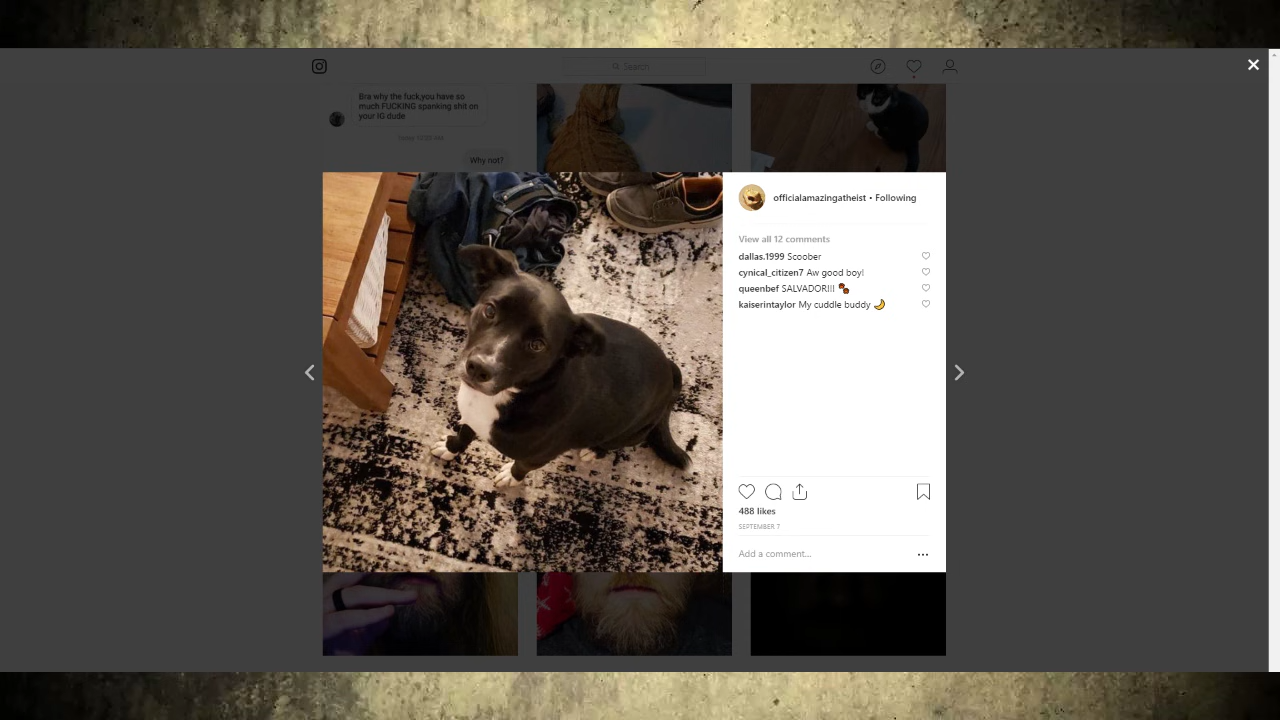 Search
Bra why the fuck,you have so
much FUCKING spanking shit on
your IG dude
Why not?
officialamazingatheist • Following
View all 12 comments
dallas.1999 Scoober
cynical_citizen7 Aw good boy!
queenbef SALVADOR!!! 
kaiserintaylor My cuddle buddy 🌙
488 likes
SEPTEMBER 7
Add a comment...